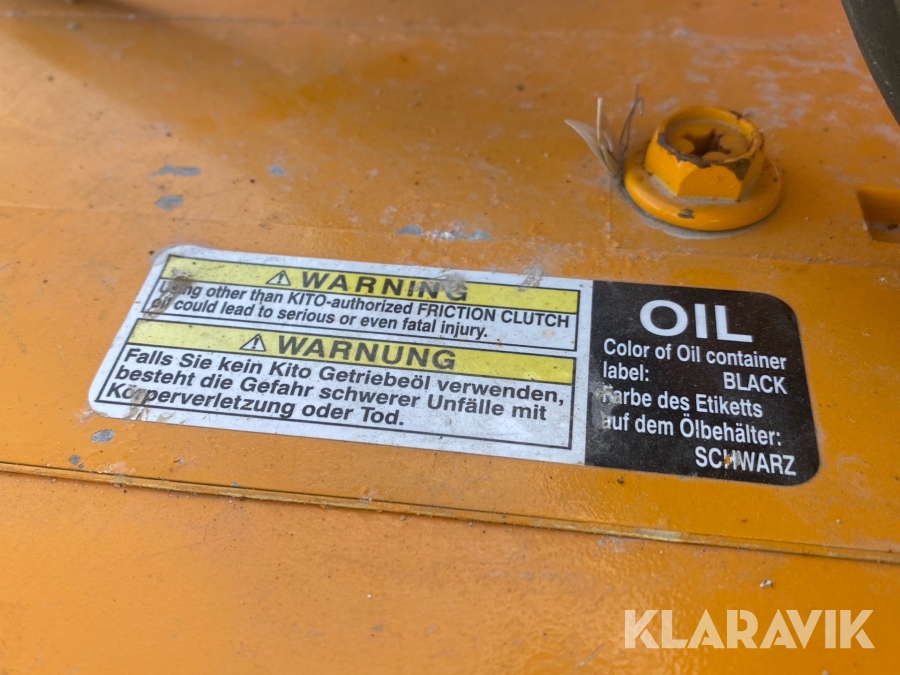 WARNING
Using other than KITO-authorized FRICTION CLUTCH
oil could lead to serious or even fatal injury.
WARNUNG
Falls Sie kein Kito Getriebeöl verwenden,
besteht die Gefahr schwerer Unfälle mit
Körperverletzung oder Tod.
OIL
Color of Oil container
label: BLACK
Farbe des Etiketts
auf dem Ölbehälter:
SCHWARZ
KLARAVIK